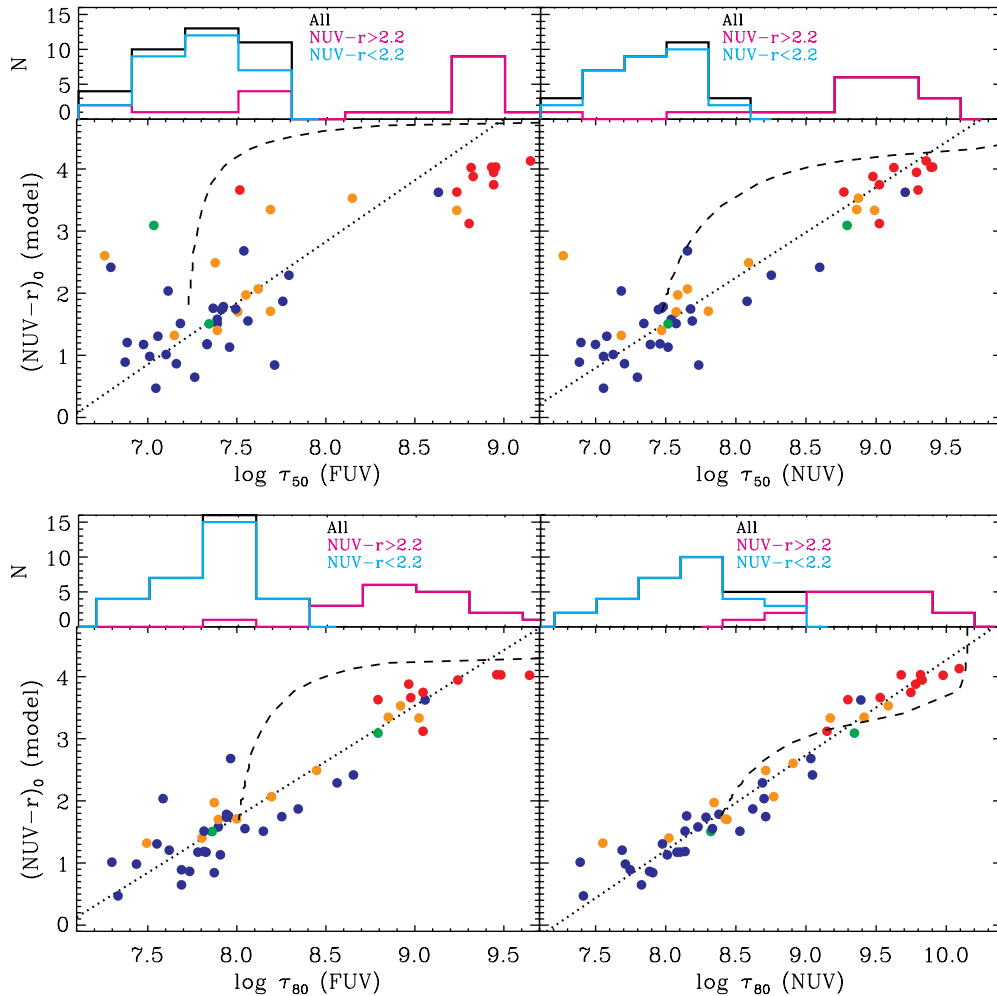 15
10
5
0
N
All
NUV-r>2.2
NUV-r<2.2
All
NUV-r>2.2
NUV-r<2.2
4
3
2
1
0
(NUV-r)₀ (model)
7.0 7.5 8.0 8.5 9.0
log τ₅₀ (FUV)
7.0 7.5 8.0 8.5 9.0 9.5
log τ₅₀ (NUV)
15
10
5
0
N
All
NUV-r>2.2
NUV-r<2.2
All
NUV-r>2.2
NUV-r<2.2
4
3
2
1
0
(NUV-r)₀ (model)
7.5 8.0 8.5 9.0 9.5
log τ₈₀ (FUV)
7.5 8.0 8.5 9.0 9.5 10.0
log τ₈₀ (NUV)